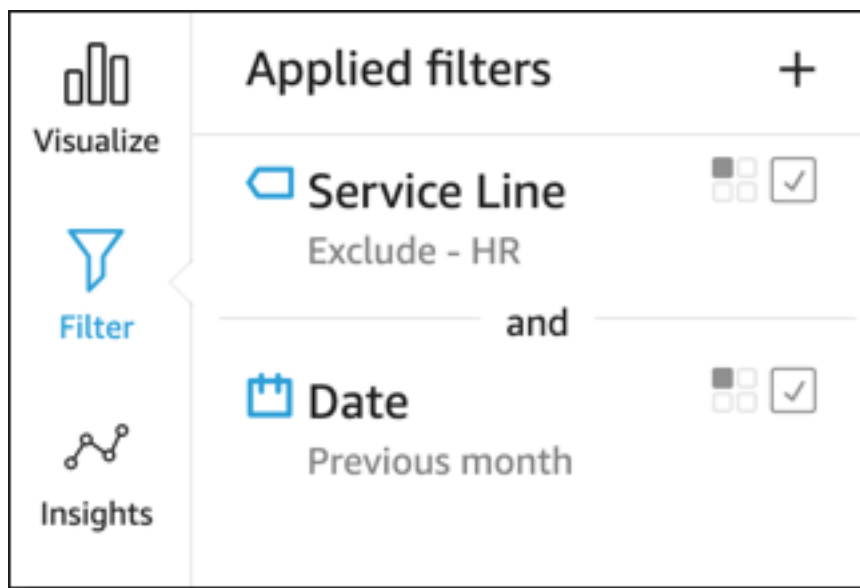 Visualize
Filter
Insights
Applied filters
Service Line
Exclude - HR
and
Date
Previous month